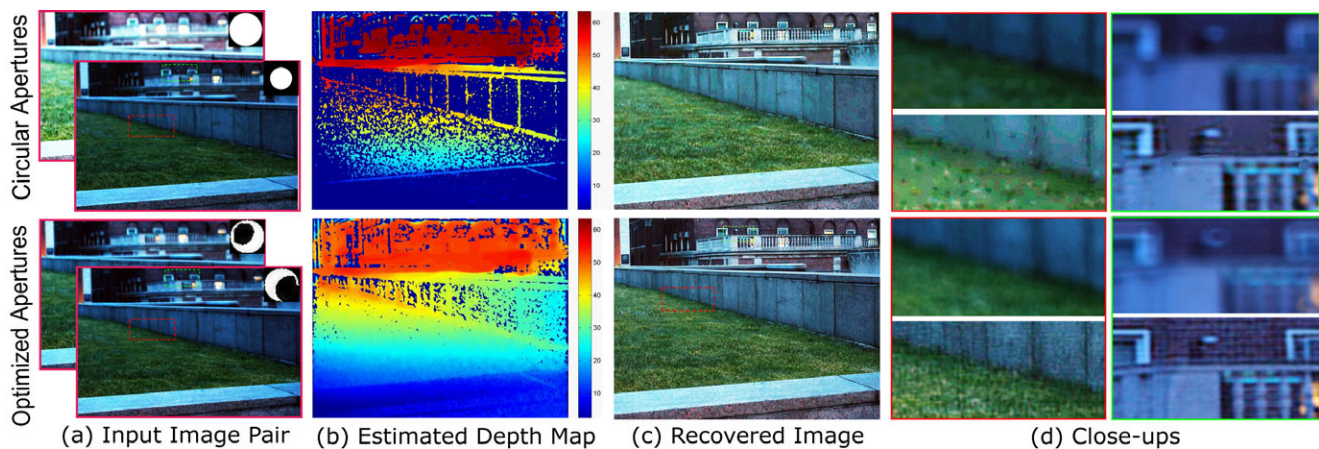 Circular Apertures
60
50
40
30
20
10
Optimized Apertures
60
50
40
30
20
10
(a) Input Image Pair
(b) Estimated Depth Map
(c) Recovered Image
(d) Close-ups